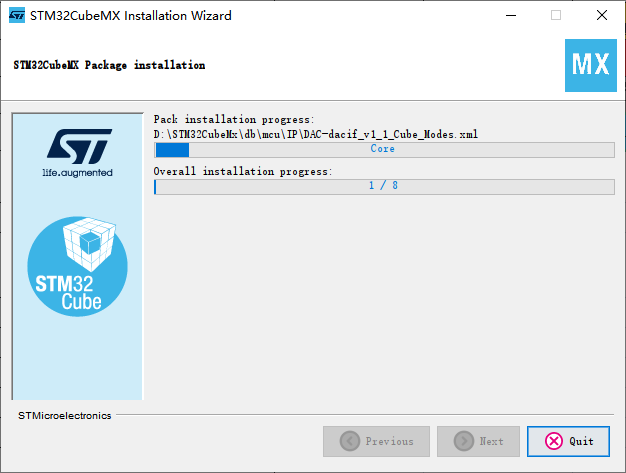 STM32CubeMX Installation Wizard
STM32CubeMX Package installation
MX
Pack installation progress:
D:\STM32CubeMx\db\mcu\IP\DAC-dacif_v1_1_Cube_Modes.xml
Core
Overall installation progress:
1 / 8
ST
life.augmented
STM32
Cube
STMicroelectronics
Previous
Next
Quit